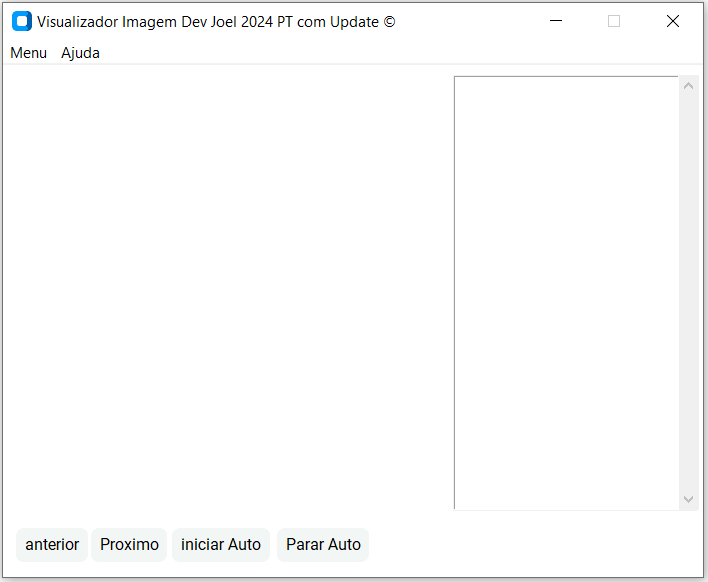 Visualizador Imagem Dev Joel 2024 PT com Update ©
Menu Ajuda
anterior Proximo iniciar Auto Parar Auto